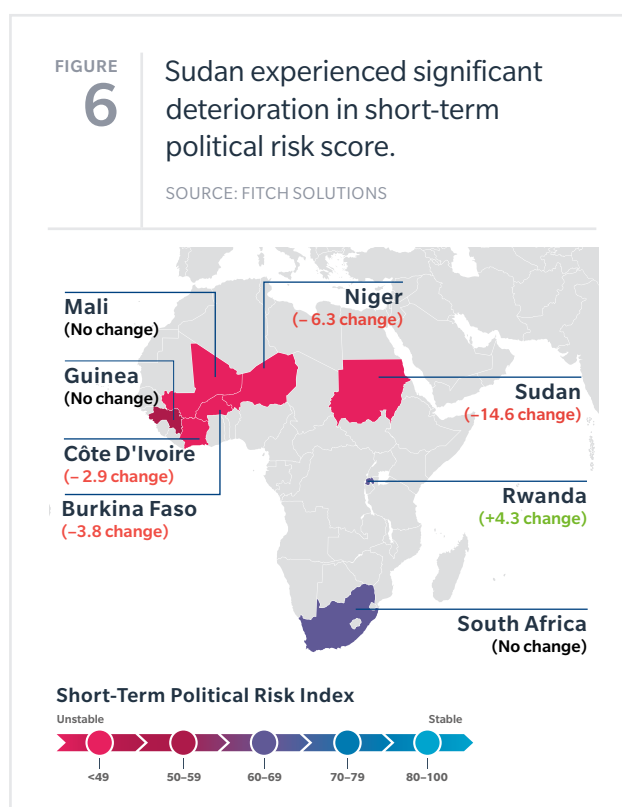 FIGURE
6
Sudan experienced significant
deterioration in short-term
political risk score.
SOURCE: FITCH SOLUTIONS
Mali
(No change)
Niger
(– 6.3 change)
Guinea
(No change)
Sudan
(–14.6 change)
Côte D'Ivoire
(– 2.9 change)
Burkina Faso
(–3.8 change)
Rwanda
(+4.3 change)
South Africa
(No change)
Short-Term Political Risk Index
Unstable
Stable
<49
50–59
60–69
70–79
80–100